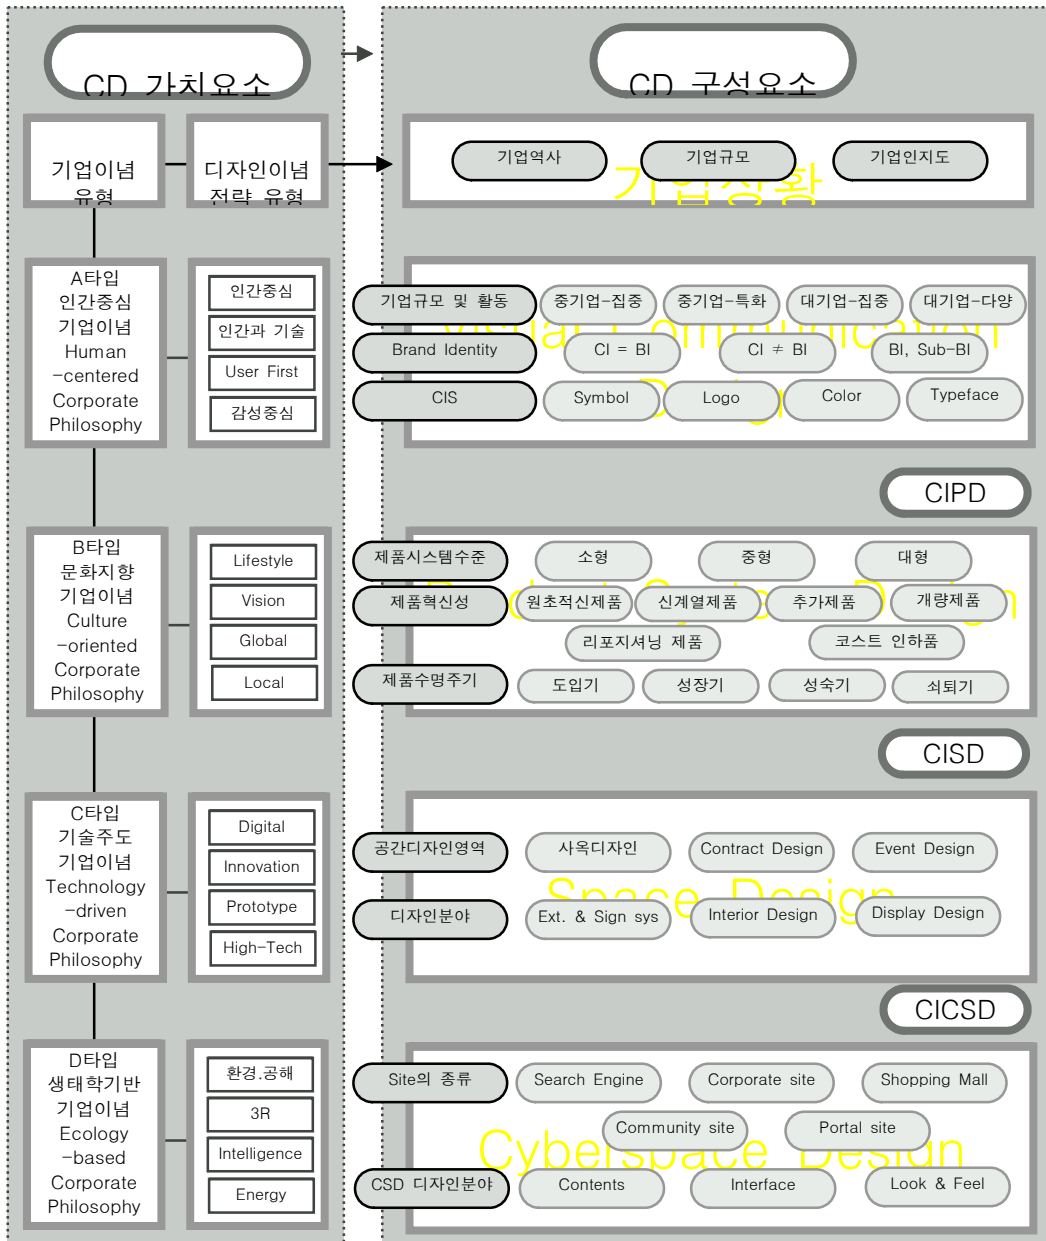 CD 가치요소
CD 구성요소
기업이념
유형
디자인이념
전략 유형
기업역사
기업규모
기업인지도
기업상황
A타입
인간중심
기업이념
Human
-centered
Corporate
Philosophy
인간중심
인간과 기술
User First
감성중심
Visual Communication
Design
기업규모 및 활동
중기업-집중
중기업-특화
대기업-집중
대기업-다양
Brand Identity
CI = BI
CI ≠ BI
BI, Sub-BI
CIS
Symbol
Logo
Color
Typeface
CIPD
B타입
문화지향
기업이념
Culture
-oriented
Corporate
Philosophy
Lifestyle
Vision
Global
Local
Product System Design
제품시스템수준
소형
중형
대형
제품혁신성
원초적신제품
신계열제품
추가제품
개량제품
리포지셔닝 제품
코스트 인하품
제품수명주기
도입기
성장기
성숙기
쇠퇴기
CISD
C타입
기술주도
기업이념
Technology
-driven
Corporate
Philosophy
Digital
Innovation
Prototype
High-Tech
공간디자인영역
사옥디자인
Contract Design
Event Design
Space Design
디자인분야
Ext. & Sign sys
Interior Design
Display Design
CICSD
D타입
생태학기반
기업이념
Ecology
-based
Corporate
Philosophy
환경.공해
3R
Intelligence
Energy
Site의 종류
Search Engine
Corporate site
Shopping Mall
Community site
Portal site
Cyberspace Design
CSD 디자인분야
Contents
Interface
Look & Feel